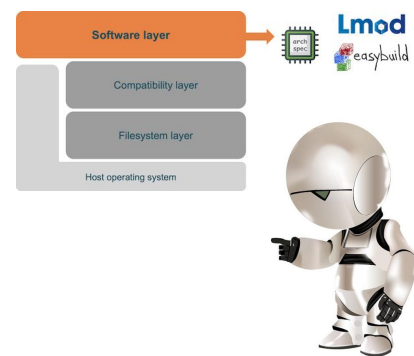 Software layer
arch
spec
Lmod
easybuild
Compatibility layer
Filesystem layer
Host operating system